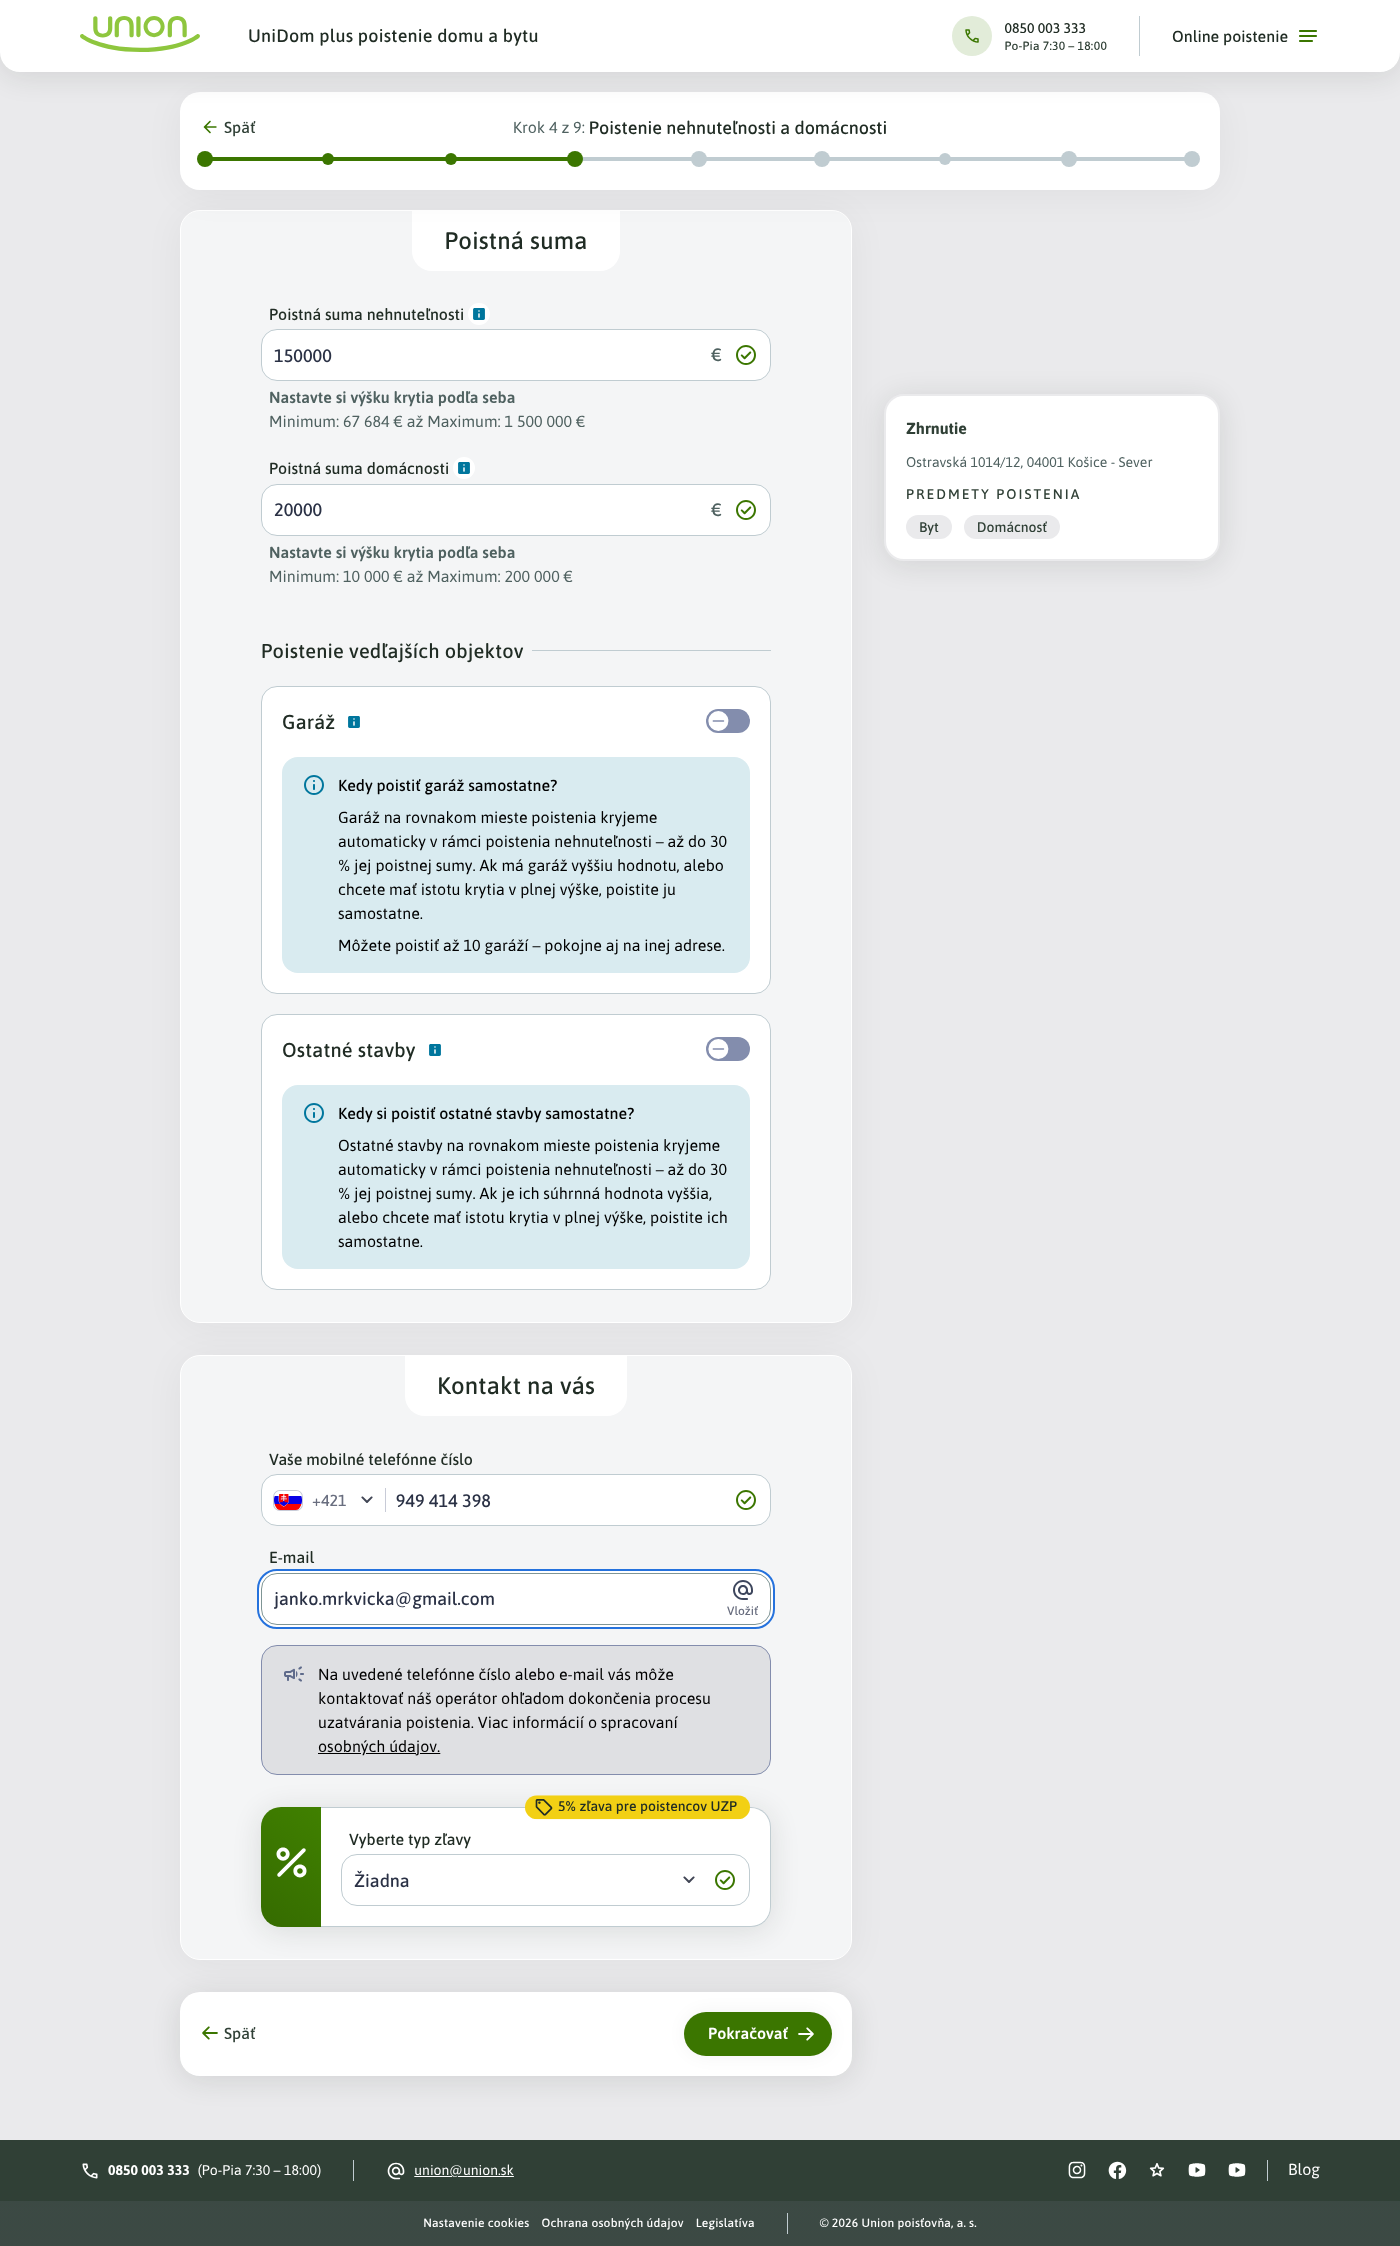 union
UniDom plus poistenie domu a bytu
0850 003 333
Po-Pia 7:30 – 18:00
Online poistenie
Späť
Krok 4 z 9: Poistenie nehnuteľnosti a domácnosti
Poistná suma
Poistná suma nehnuteľnosti
150000 €
Nastavte si výšku krytia podľa seba
Minimum: 67 684 € až Maximum: 1 500 000 €
Poistná suma domácnosti
20000 €
Nastavte si výšku krytia podľa seba
Minimum: 10 000 € až Maximum: 200 000 €
Zhrnutie
Ostravská 1014/12, 04001 Košice - Sever
PREDMETY POISTENIA
Byt Domácnosť
Poistenie vedľajších objektov
Garáž
Kedy poistiť garáž samostatne?
Garáž na rovnakom mieste poistenia kryjeme
automaticky v rámci poistenia nehnuteľnosti – až do 30
% jej poistnej sumy. Ak má garáž vyššiu hodnotu, alebo
chcete mať istotu krytia v plnej výške, poistite ju
samostatne.
Môžete poistiť až 10 garáží – pokojne aj na inej adrese.
Ostatné stavby
Kedy si poistiť ostatné stavby samostatne?
Ostatné stavby na rovnakom mieste poistenia kryjeme
automaticky v rámci poistenia nehnuteľnosti – až do 30
% jej poistnej sumy. Ak je ich súhrnná hodnota vyššia,
alebo chcete mať istotu krytia v plnej výške, poistite ich
samostatne.
Kontakt na vás
Vaše mobilné telefónne číslo
+421 949 414 398
E-mail
janko.mrkvicka@gmail.com
Vložiť
Na uvedené telefónne číslo alebo e-mail vás môže
kontaktovať náš operátor ohľadom dokončenia procesu
uzatvárania poistenia. Viac informácií o spracovaní
osobných údajov.
5% zľava pre poistencov UZP
Vyberte typ zľavy
%
Žiadna
Späť
Pokračovať
0850 003 333 (Po-Pia 7:30 – 18:00)
union@union.sk
Blog
Nastavenie cookies Ochrana osobných údajov Legislatíva
© 2026 Union poisťovňa, a. s.